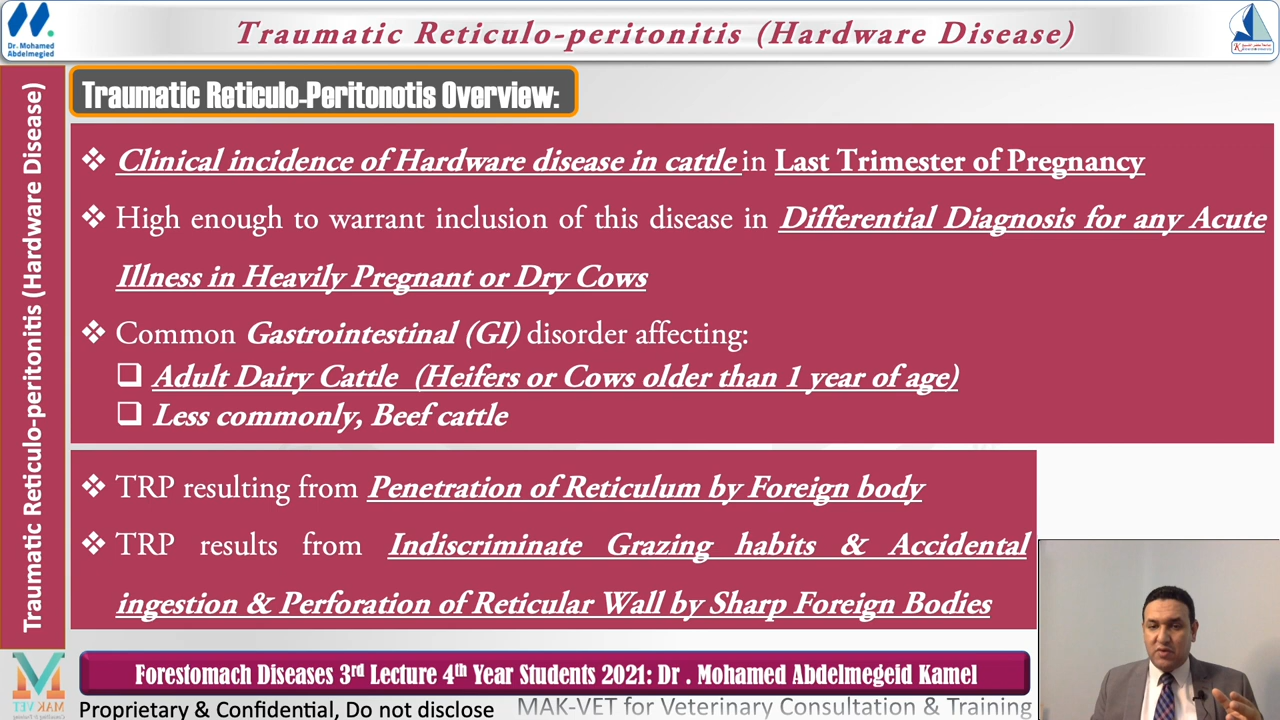 Dr. Mohamed
Abdelmegied
Traumatic Reticulo-peritonitis (Hardware Disease)
Traumatic Reticulo-peritonitis (Hardware Disease)
Traumatic Reticulo-Peritonotis Overview:
❖ Clinical incidence of Hardware disease in cattle in Last Trimester of Pregnancy
❖ High enough to warrant inclusion of this disease in Differential Diagnosis for any Acute
Illness in Heavily Pregnant or Dry Cows
❖ Common Gastrointestinal (GI) disorder affecting:
❑ Adult Dairy Cattle (Heifers or Cows older than 1 year of age)
❑ Less commonly, Beef cattle
❖ TRP resulting from Penetration of Reticulum by Foreign body
❖ TRP results from Indiscriminate Grazing habits & Accidental
ingestion & Perforation of Reticular Wall by Sharp Foreign Bodies
Forestomach Diseases 3rd Lecture 4th Year Students 2021: Dr . Mohamed Abdelmegeid Kamel
MAK-VET
Proprietary & Confidential, Do not disclose
MAK-VET for Veterinary Consultation & Training